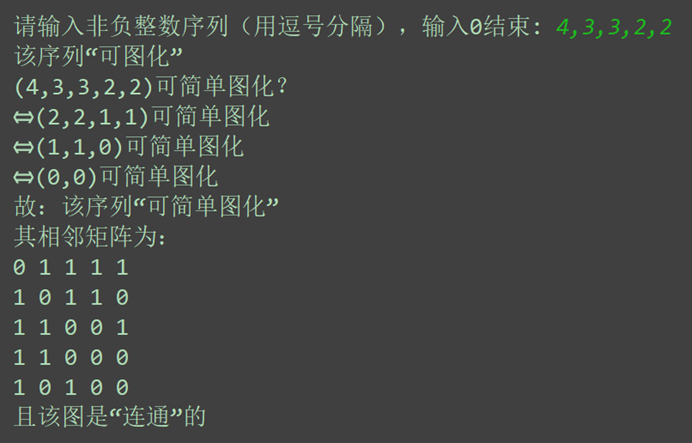 请输入非负整数序列（用逗号分隔），输入0结束: 4,3,3,2,2
该序列“可图化”
(4,3,3,2,2)可简单图化？
⇔(2,2,1,1)可简单图化
⇔(1,1,0)可简单图化
⇔(0,0)可简单图化
故：该序列“可简单图化”
其相邻矩阵为：
0 1 1 1 1
1 0 1 1 0
1 1 0 0 1
1 1 0 0 0
1 0 1 0 0
且该图是“连通”的